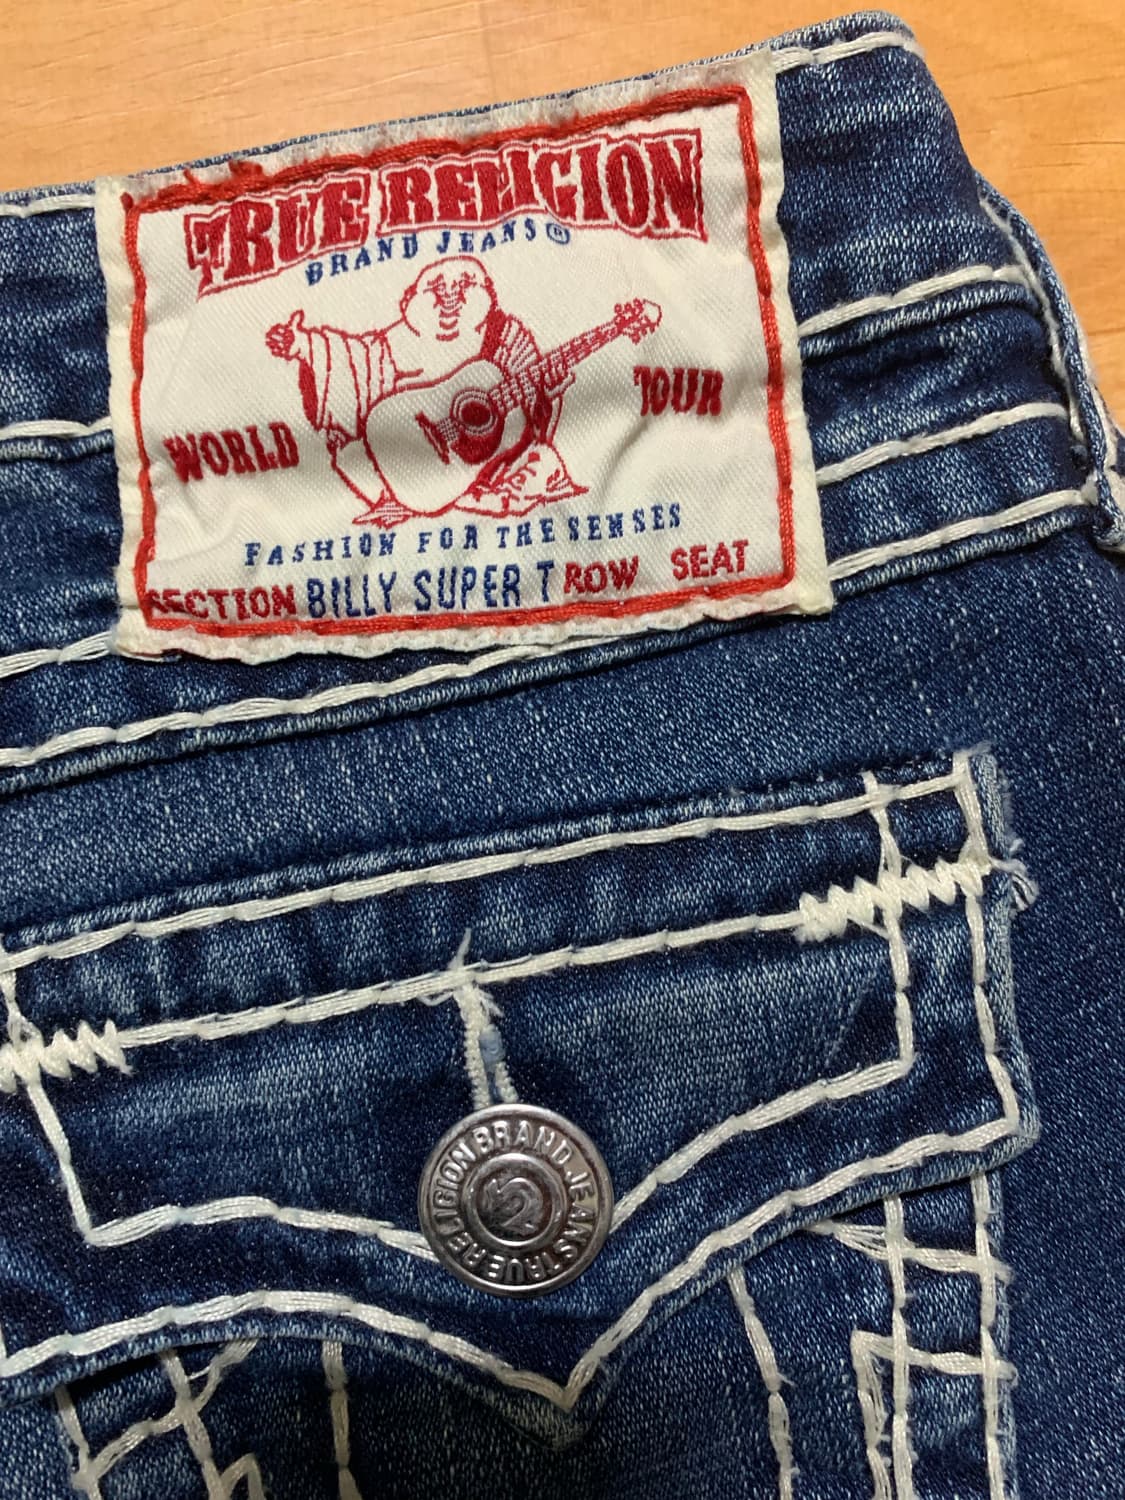 TRUE RELIGION
BRAND JEANS®
WORLD TOUR
FASHION FOR THE SENSES
SECTION BILLY SUPER T ROW SEAT
TRUE RELIGION BRAND JEANS